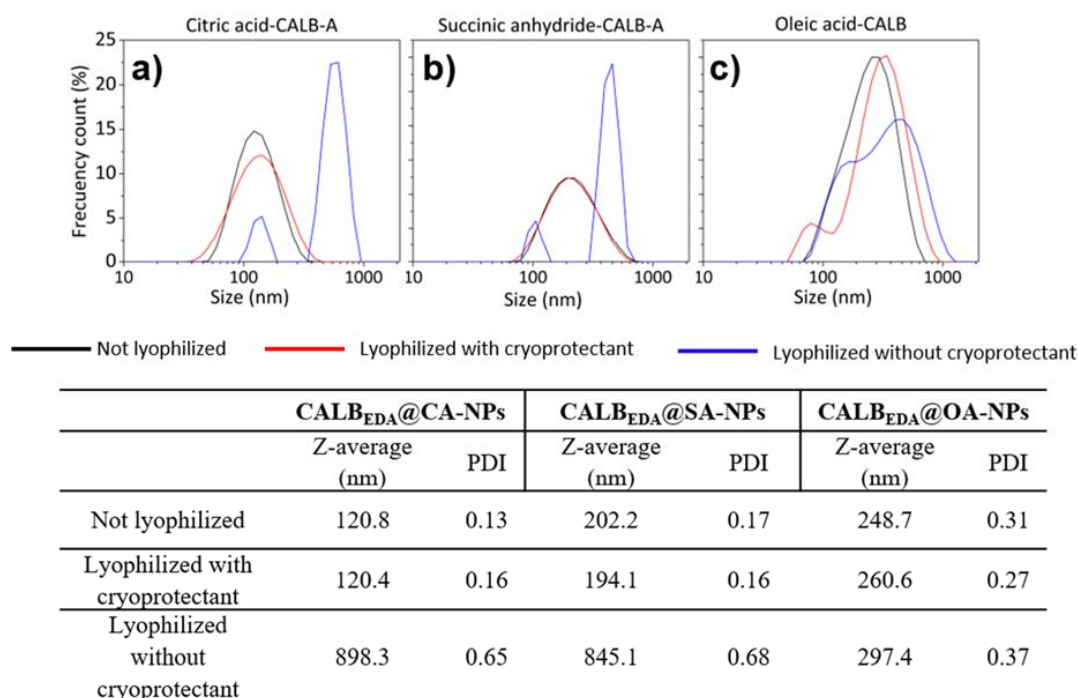 Citric acid-CALB-A
Succinic anhydride-CALB-A
Oleic acid-CALB
a)
b)
c)
Frecuency count (%)
25
20
15
10
5
0
10 100 1000
10 100 1000
10 100 1000
Size (nm)
Size (nm)
Size (nm)
Not lyophilized
Lyophilized with cryoprotectant
Lyophilized without cryoprotectant
CALBEDA@CA-NPs CALBEDA@SA-NPs CALBEDA@OA-NPs
Z-average (nm) PDI Z-average (nm) PDI Z-average (nm) PDI
Not lyophilized 120.8 0.13 202.2 0.17 248.7 0.31
Lyophilized with
cryoprotectant 120.4 0.16 194.1 0.16 260.6 0.27
Lyophilized
without
cryoprotectant 898.3 0.65 845.1 0.68 297.4 0.37